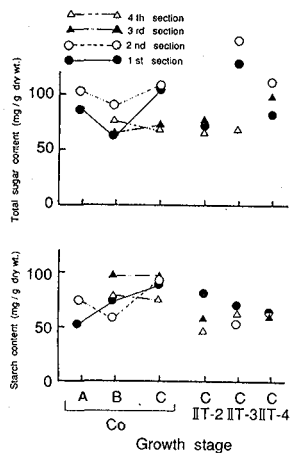 4 th section
3 rd section
2 nd section
1 st section
Total sugar content (mg / g dry wt.)
100
50
0
Starch content (mg / g dry wt.)
100
50
0
A B C C C C
IIT-2 IIT-3 IIT-4
Co
Growth stage